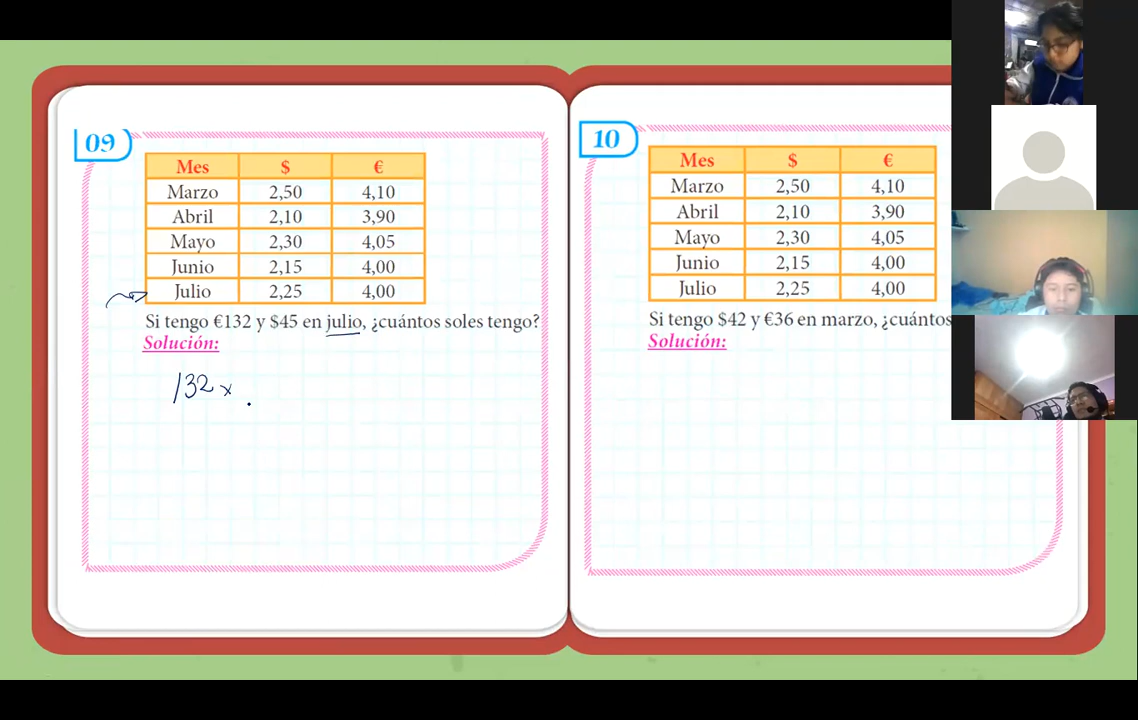 09
Mes $ €
Marzo 2,50 4,10
Abril 2,10 3,90
Mayo 2,30 4,05
Junio 2,15 4,00
Julio 2,25 4,00
Si tengo €132 y $45 en julio, ¿cuántos soles tengo?
Solución:
132 x
10
Mes $ €
Marzo 2,50 4,10
Abril 2,10 3,90
Mayo 2,30 4,05
Junio 2,15 4,00
Julio 2,25 4,00
Si tengo $42 y €36 en marzo, ¿cuántos
Solución: